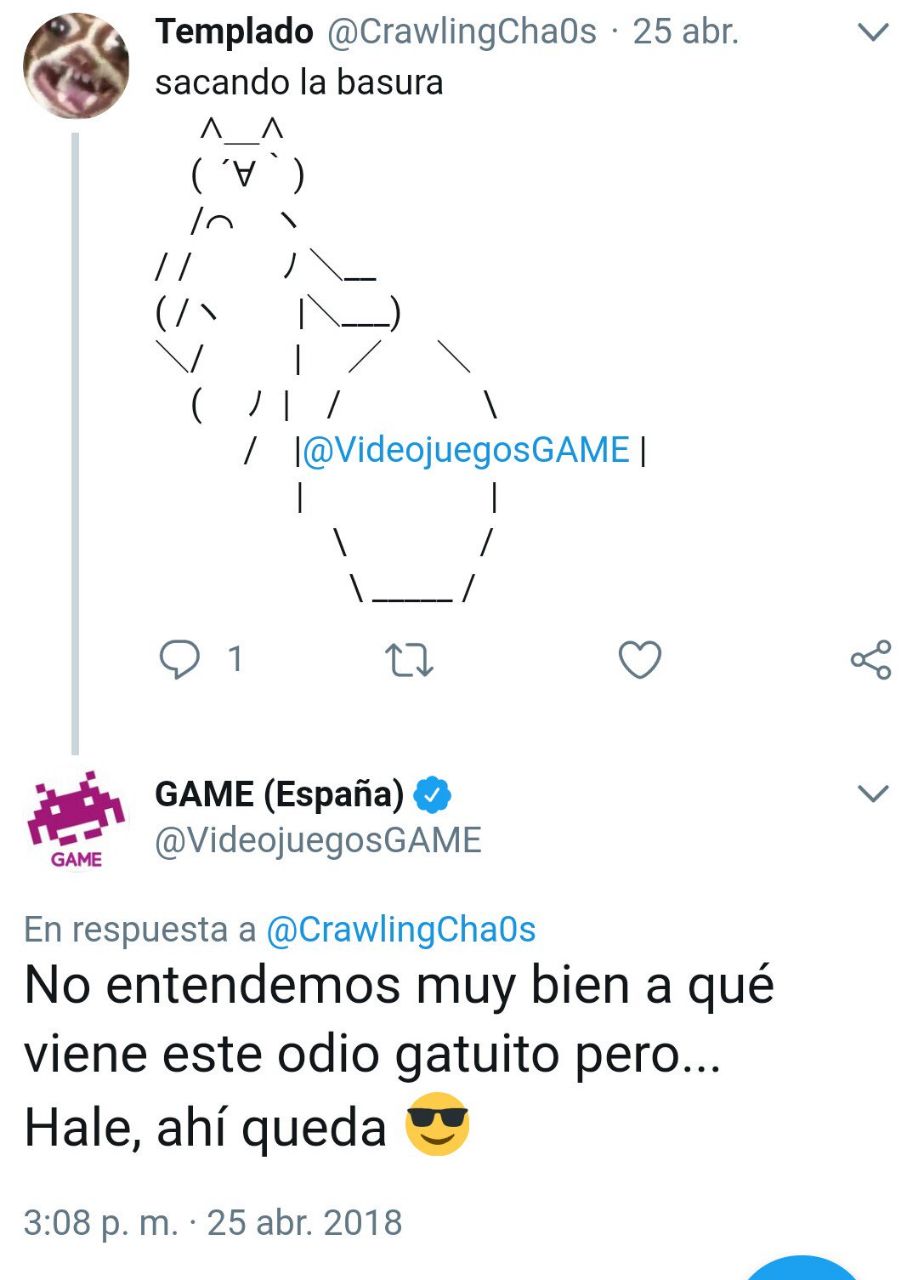 Templado @CrawlingCha0s · 25 abr.
sacando la basura
∧＿∧
( ´∀｀)
/⌒ ヽ
/ / ﾉ＼__
( /ヽ |＼___)
＼/ | ／ ＼
( ﾉ | / \
/ |@VideojuegosGAME |
| |
\ /
\ _____ /
1
GAME (España)
@VideojuegosGAME
GAME
En respuesta a @CrawlingCha0s
No entendemos muy bien a qué
viene este odio gatuito pero...
Hale, ahí queda 😎
3:08 p. m. · 25 abr. 2018